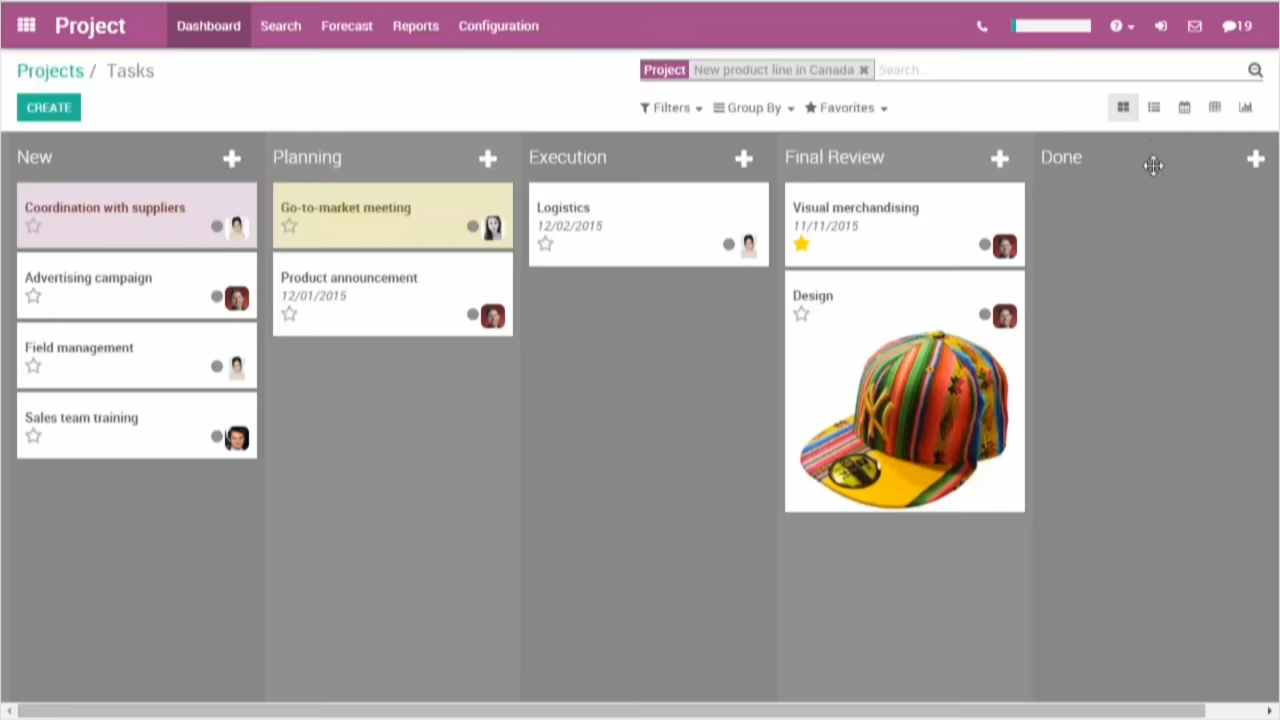 Project
Dashboard Search Forecast Reports Configuration
19
Projects / Tasks
Project New product line in Canada Search...
CREATE
Filters Group By Favorites
New Planning Execution Final Review Done
Coordination with suppliers
Advertising campaign
Field management
Sales team training
Go-to-market meeting
Product announcement
12/01/2015
Logistics
12/02/2015
Visual merchandising
11/11/2015
Design